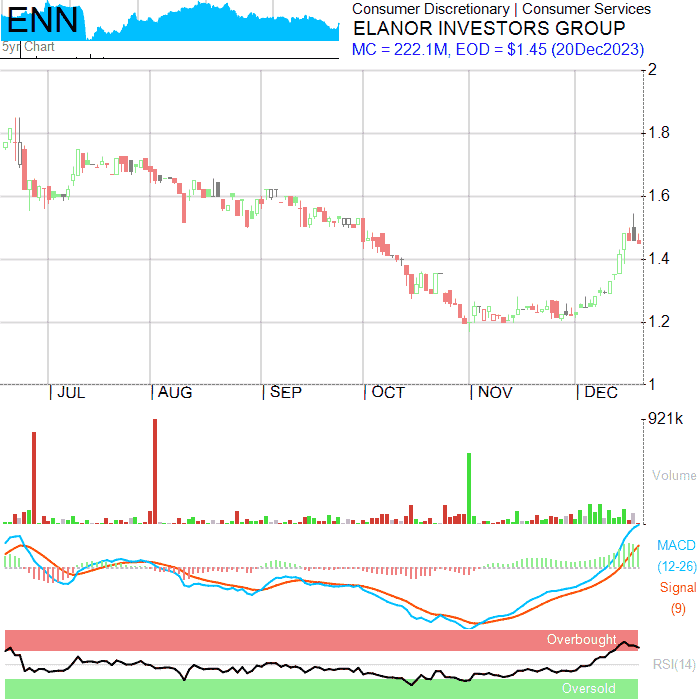 ENN
5yr Chart
Consumer Discretionary | Consumer Services
ELANOR INVESTORS GROUP
MC = 222.1M, EOD = $1.45 (20Dec2023)
2
1.8
1.6
1.4
1.2
1
JUL AUG SEP OCT NOV DEC
921k
Volume
MACD
(12-26)
Signal
(9)
Overbought
RSI(14)
Oversold